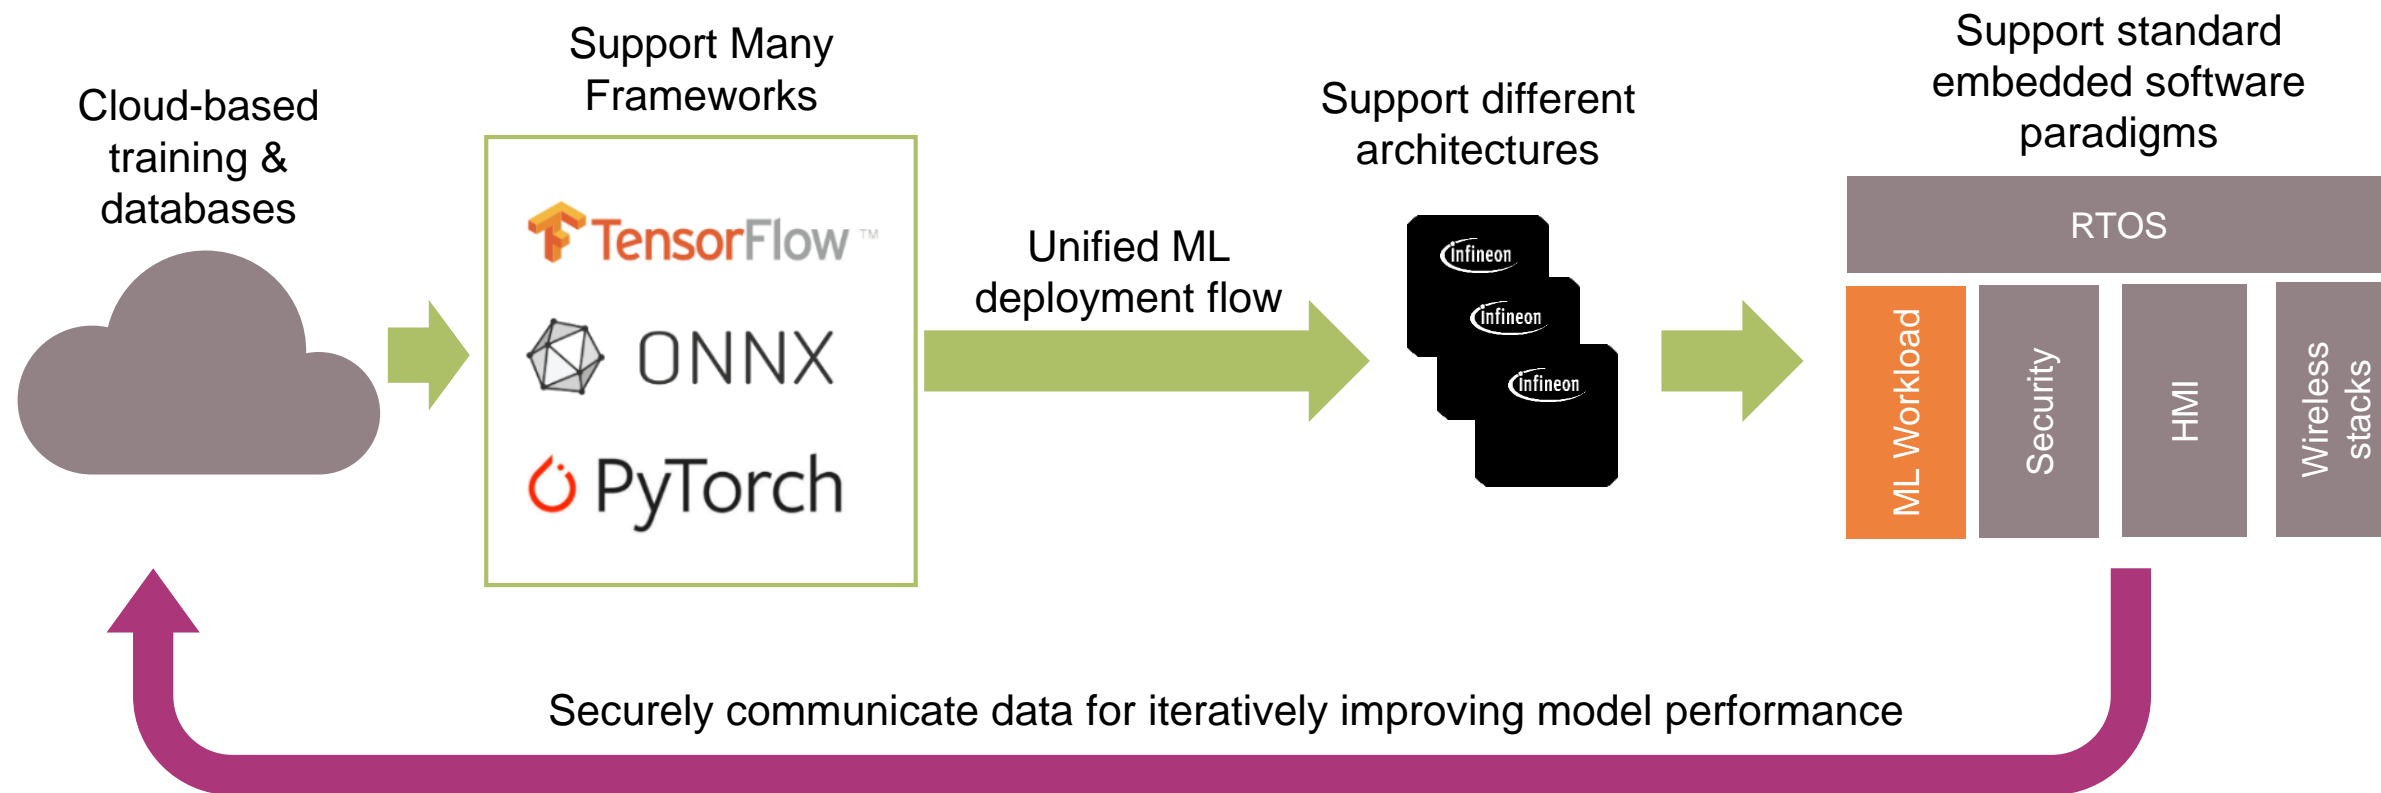 Cloud-based
training &
databases
Support Many
Frameworks
TensorFlow ™
ONNX
PyTorch
Unified ML
deployment flow
Support different
architectures
infineon
infineon
infineon
Support standard
embedded software
paradigms
RTOS
ML Workload
Security
HMI
Wireless
stacks
Securely communicate data for iteratively improving model performance